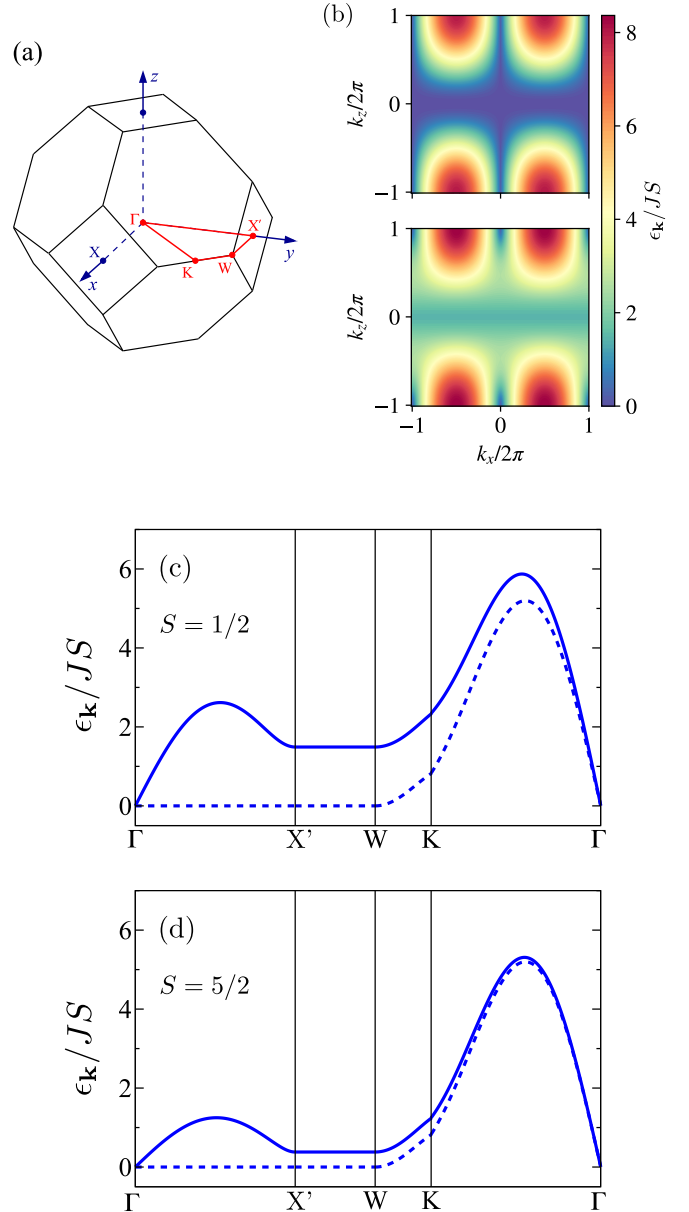 (a)
z
Γ
X'
X
K
W
x
y
(b)
1
0
−1
k_z/2π
1
0
−1
k_z/2π
−1 0 1
k_x/2π
8
6
4
2
0
ϵ_𝐤/JS
(c)
S = 1/2
6
4
2
0
ϵ_𝐤/JS
Γ X' W K Γ
(d)
S = 5/2
6
4
2
0
ϵ_𝐤/JS
Γ X' W K Γ